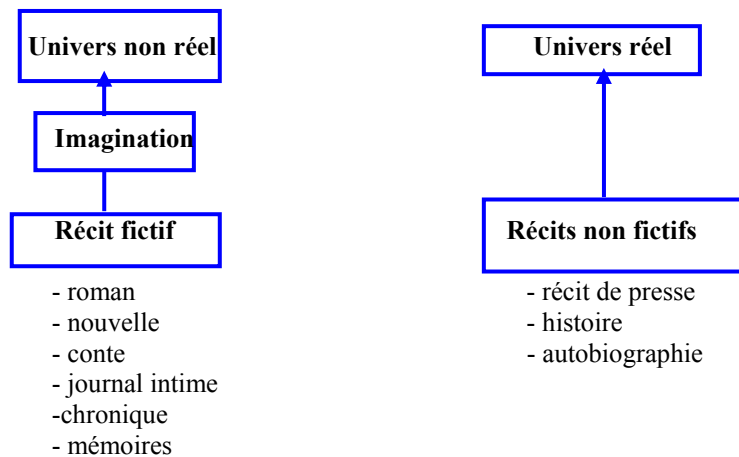 Univers non réel
Imagination
Récit fictif
- roman
- nouvelle
- conte
- journal intime
-chronique
- mémoires
Univers réel
Récits non fictifs
- récit de presse
- histoire
- autobiographie